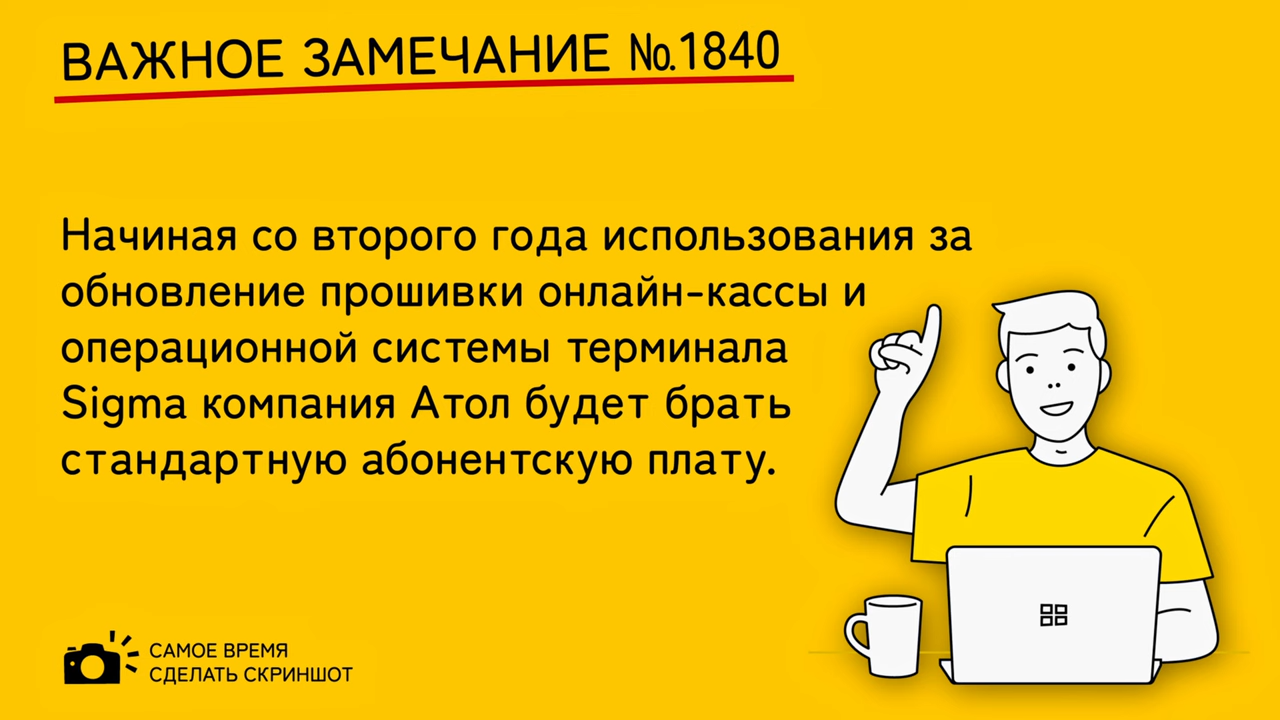 ВАЖНОЕ ЗАМЕЧАНИЕ №.1840
Начиная со второго года использования за
обновление прошивки онлайн-кассы и
операционной системы терминала
Sigma компания Атол будет брать
стандартную абонентскую плату.
САМОЕ ВРЕМЯ
СДЕЛАТЬ СКРИНШОТ